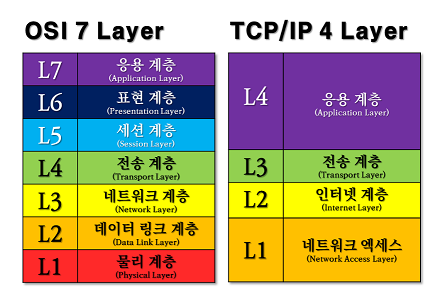 OSI 7 Layer
L7 응용 계층
(Application Layer)
L6 표현 계층
(Presentation Layer)
L5 세션 계층
(Session Layer)
L4 전송 계층
(Transport Layer)
L3 네트워크 계층
(Network Layer)
L2 데이터 링크 계층
(Data Link Layer)
L1 물리 계층
(Physical Layer)
TCP/IP 4 Layer
L4 응용 계층
(Application Layer)
L3 전송 계층
(Transport Layer)
L2 인터넷 계층
(Internet Layer)
L1 네트워크 엑세스
(Network Access Layer)